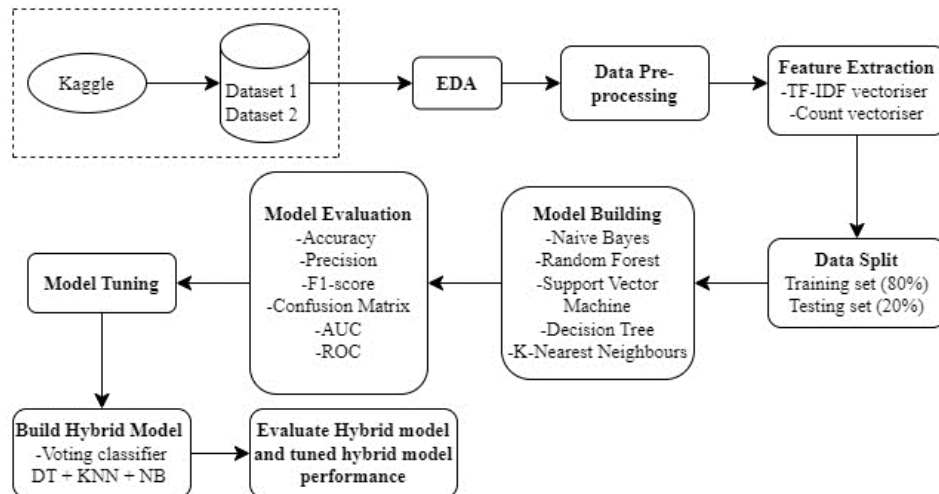 Kaggle
Dataset 1
Dataset 2
EDA
Data Pre-
processing
Feature Extraction
-TF-IDF vectoriser
-Count vectoriser
Data Split
Training set (80%)
Testing set (20%)
Model Building
-Naive Bayes
-Random Forest
-Support Vector
Machine
-Decision Tree
-K-Nearest Neighbours
Model Evaluation
-Accuracy
-Precision
-F1-score
-Confusion Matrix
-AUC
-ROC
Model Tuning
Build Hybrid Model
-Voting classifier
DT + KNN + NB
Evaluate Hybrid model
and tuned hybrid model
performance